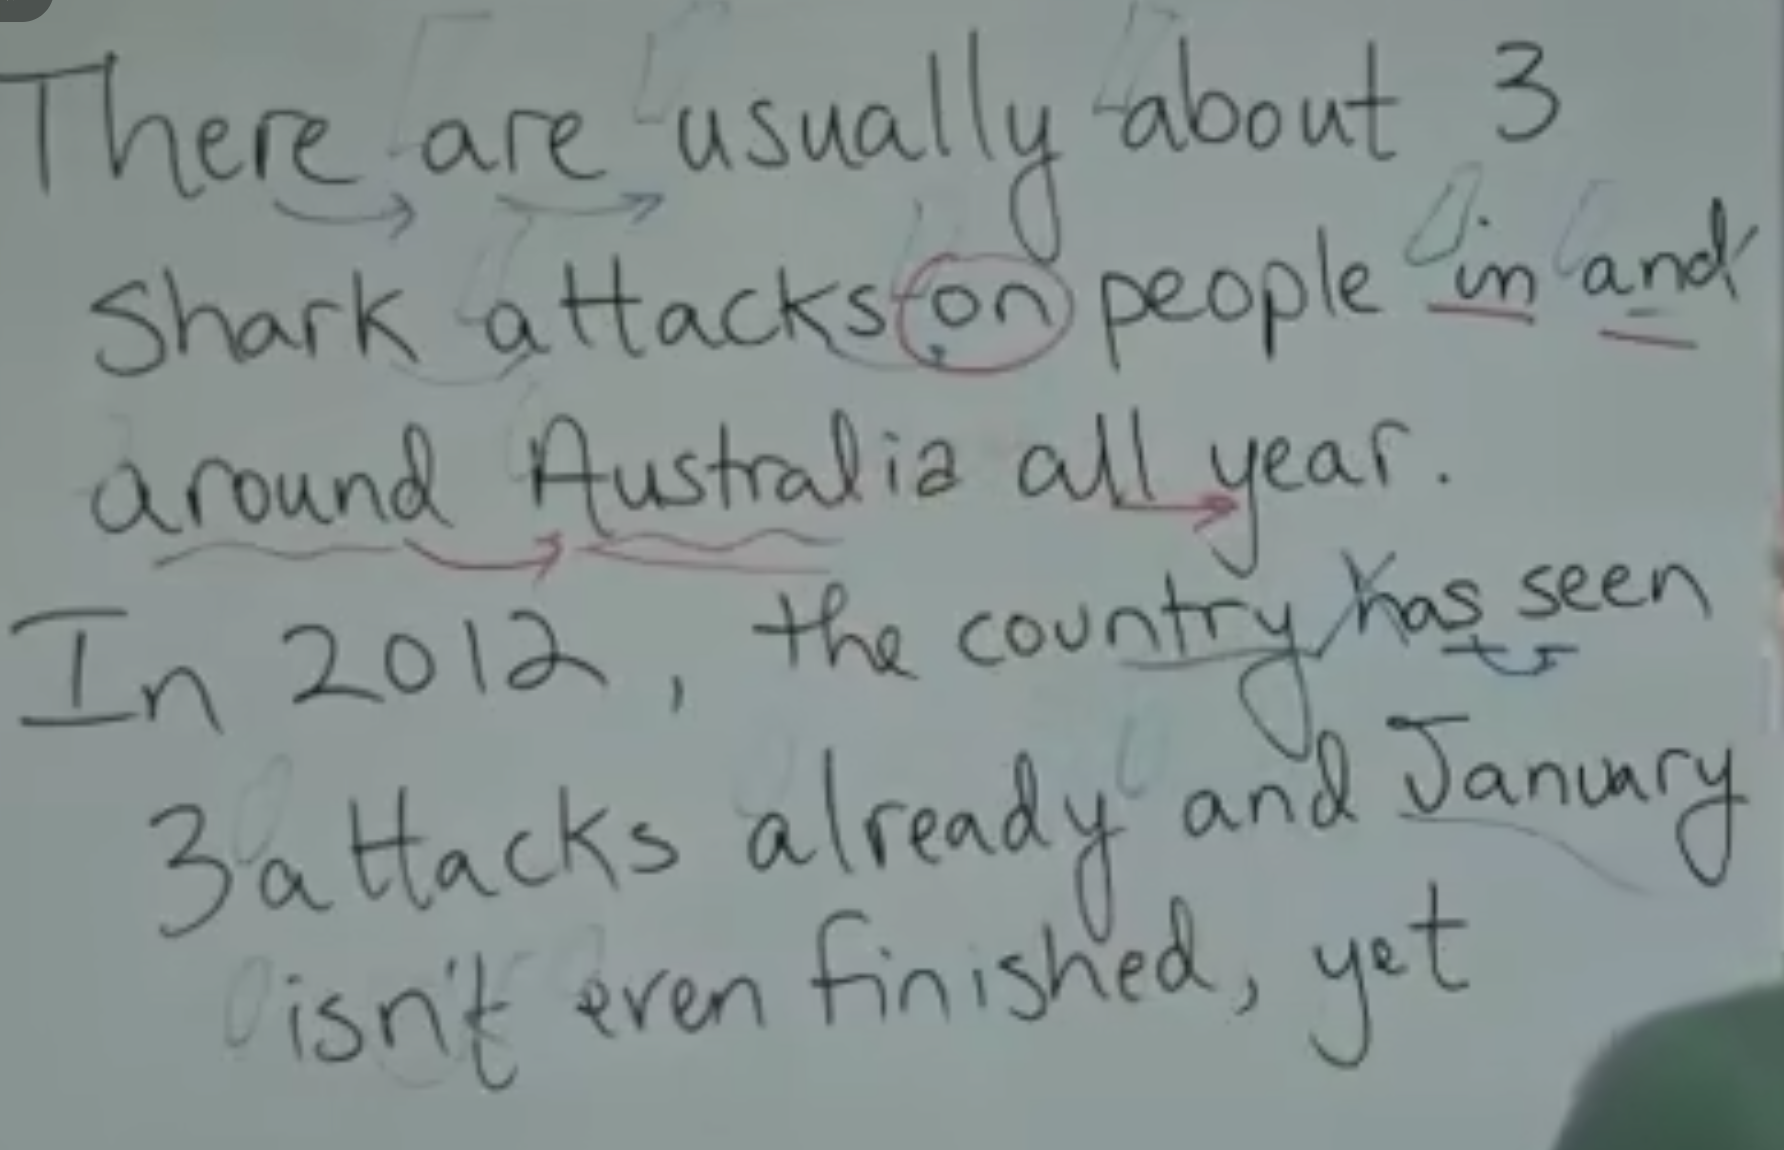 There are usually about 3
Shark attacks on people in and
around Australia all year.
In 2012, the country has seen
3 attacks already and January
isn't even finished, yet